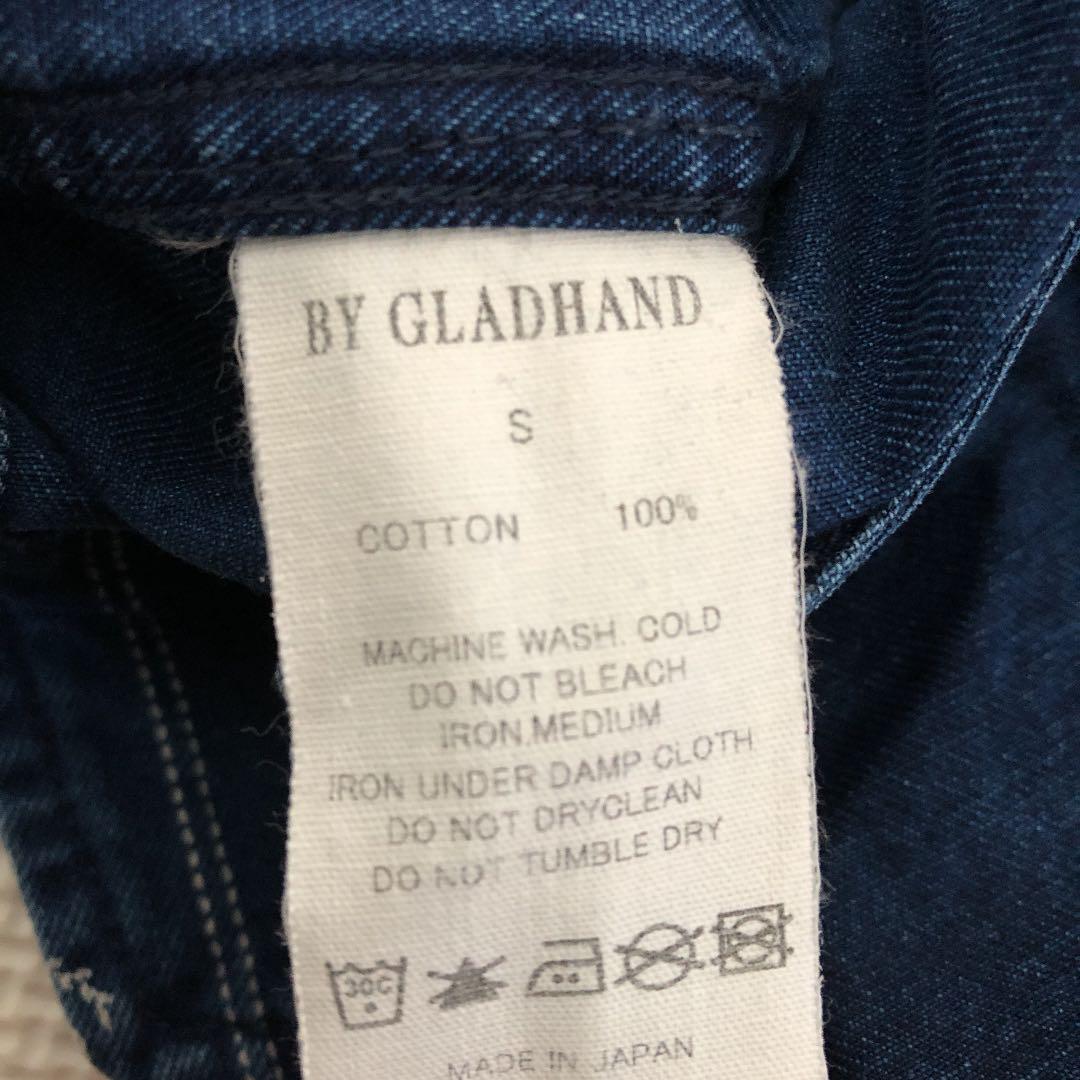 BY GLADHAND
S
COTTON 100%
MACHINE WASH. COLD
DO NOT BLEACH
IRON.MEDIUM
IRON UNDER DAMP CLOTH
DO NOT DRYCLEAN
DO NOT TUMBLE DRY
30C
MADE IN JAPAN